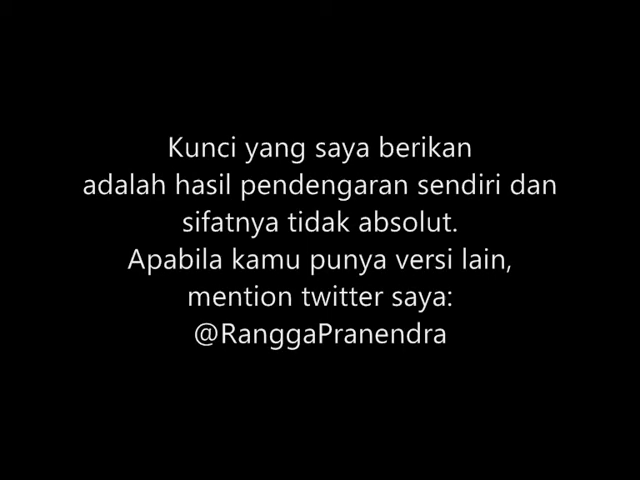 Kunci yang saya berikan
adalah hasil pendengaran sendiri dan
sifatnya tidak absolut.
Apabila kamu punya versi lain,
mention twitter saya:
@RanggaPranendra